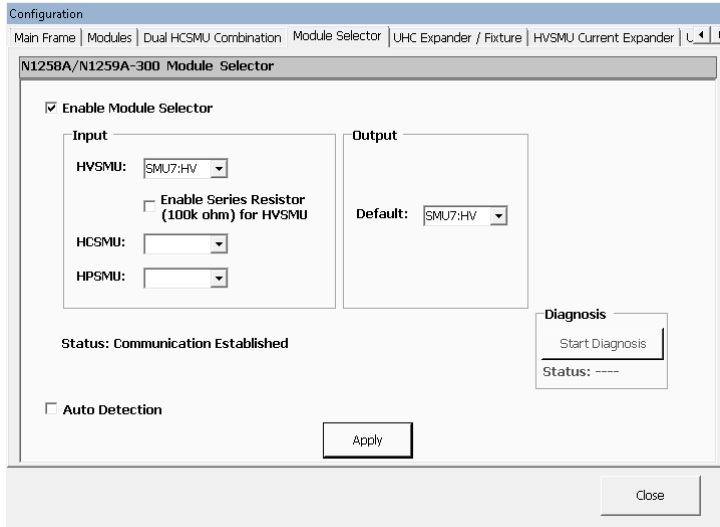 Configuration
Main Frame Modules Dual HCSMU Combination Module Selector UHC Expander / Fixture HVSMU Current Expander
N1258A/N1259A-300 Module Selector
Enable Module Selector
Input
Output
HVSMU: SMU7:HV
Enable Series Resistor
(100k ohm) for HVSMU
Default: SMU7:HV
HCSMU:
HPSMU:
Diagnosis
Status: Communication Established
Start Diagnosis
Status: ----
Auto Detection
Apply
Close